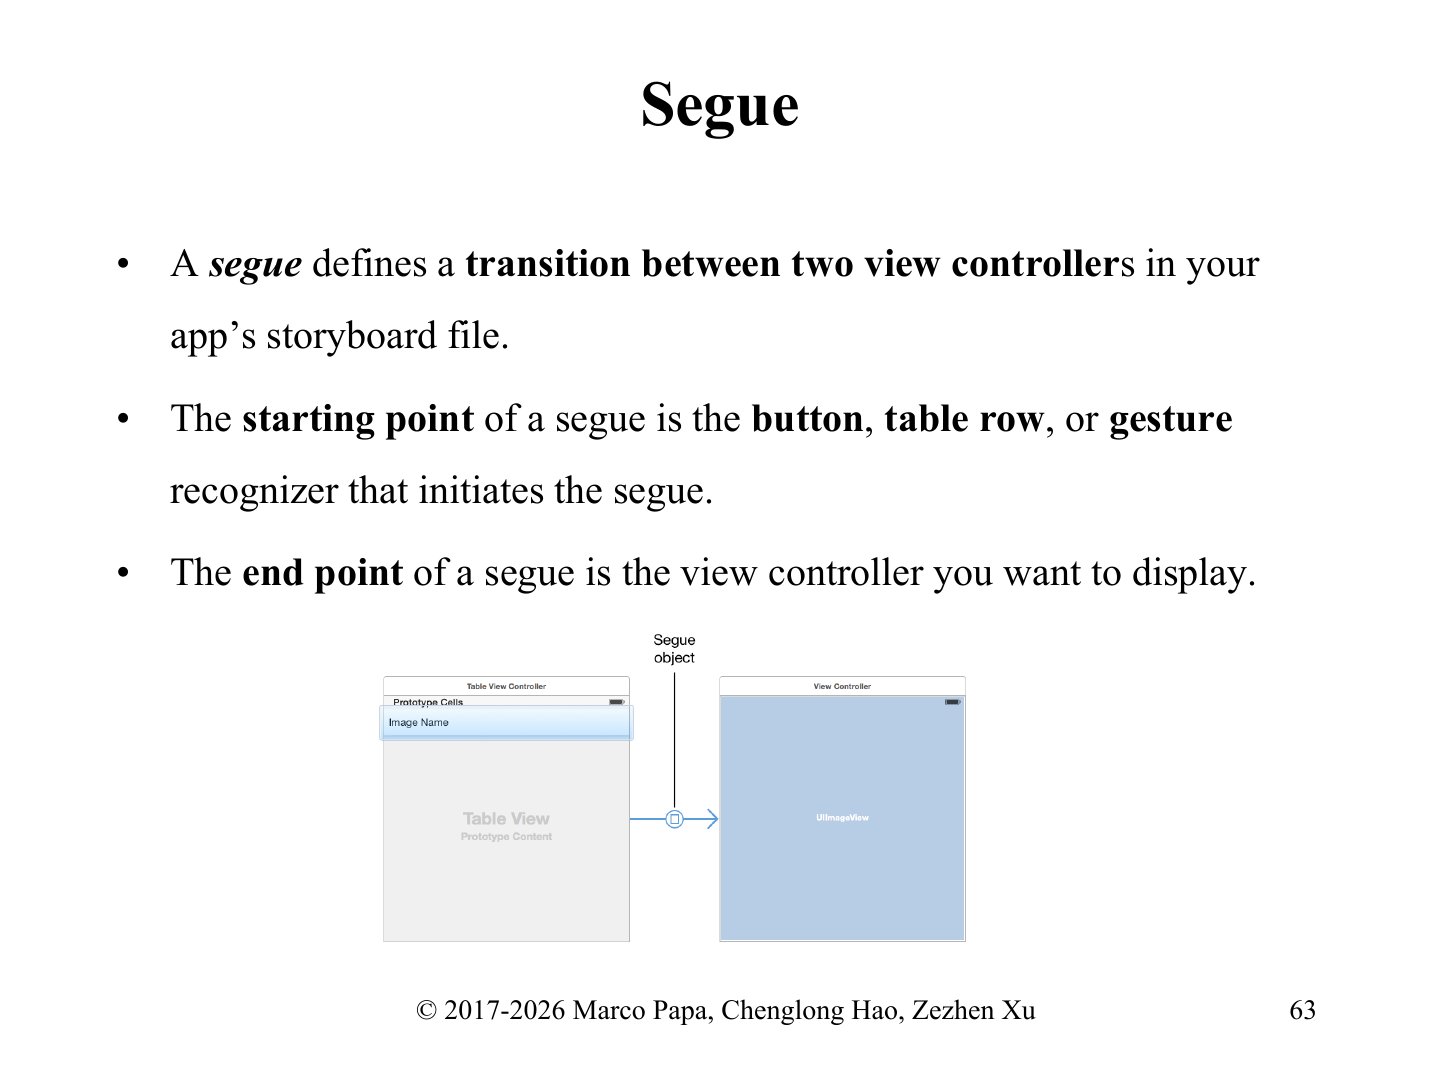 Segue
• A segue defines a transition between two view controllers in your
app’s storyboard file.
• The starting point of a segue is the button, table row, or gesture
recognizer that initiates the segue.
• The end point of a segue is the view controller you want to display.
Segue
object
Table View Controller
Prototype Cells
Image Name
Table View
Prototype Content
View Controller
UIImageView
© 2017-2026 Marco Papa, Chenglong Hao, Zezhen Xu
63